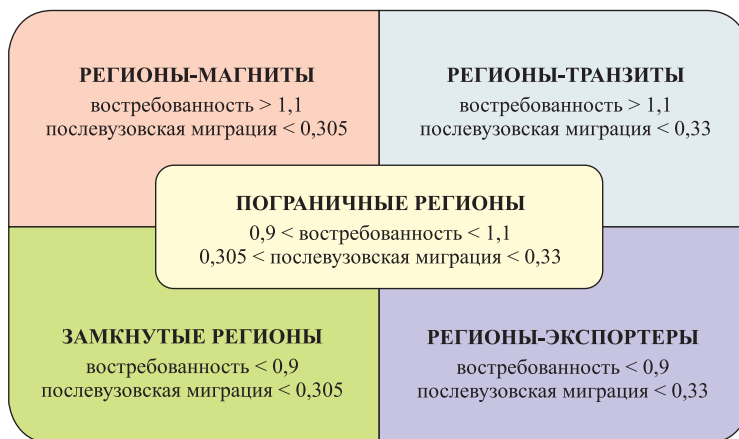 РЕГИОНЫ-МАГНИТЫ
востребованность > 1,1
послевузовская миграция < 0,305
РЕГИОНЫ-ТРАНЗИТЫ
востребованность > 1,1
послевузовская миграция < 0,33
ПОГРАНИЧНЫЕ РЕГИОНЫ
0,9 < востребованность < 1,1
0,305 < послевузовская миграция < 0,33
ЗАМКНУТЫЕ РЕГИОНЫ
востребованность < 0,9
послевузовская миграция < 0,305
РЕГИОНЫ-ЭКСПОРТЕРЫ
востребованность < 0,9
послевузовская миграция < 0,33